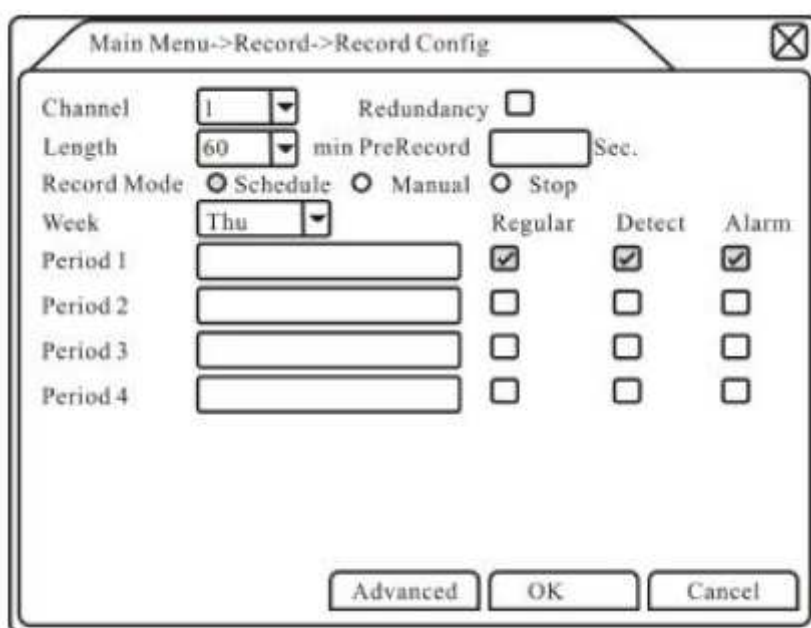 Main Menu->Record->Record Config
Channel 1 Redundancy
Length 60 min PreRecord Sec.
Record Mode Schedule Manual Stop
Week Thu Regular Detect Alarm
Period 1
Period 2
Period 3
Period 4
Advanced OK Cancel